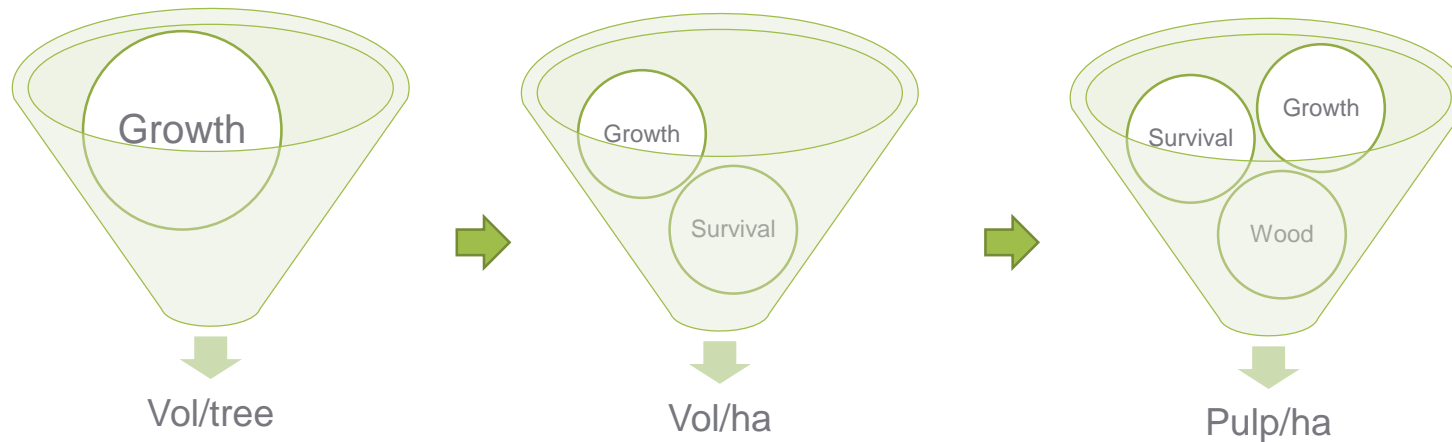 Growth
Vol/tree
Growth
Survival
Vol/ha
Survival
Growth
Wood
Pulp/ha